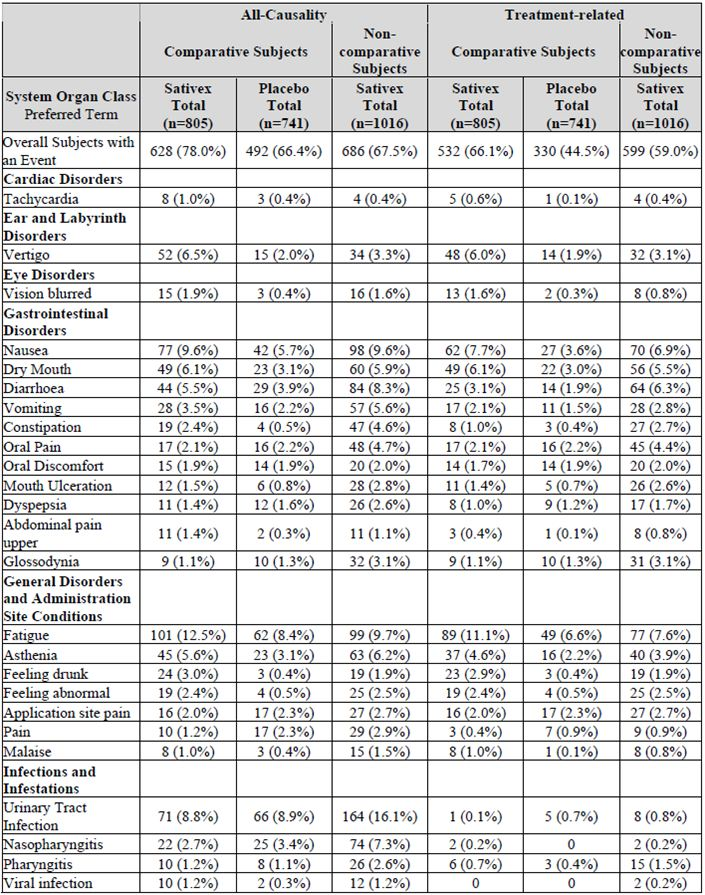 All-Causality Treatment-related
Comparative Subjects Non-comparative Subjects Comparative Subjects Non-comparative Subjects
System Organ Class Preferred Term Sativex Total (n=805) Placebo Total (n=741) Sativex Total (n=1016) Sativex Total (n=805) Placebo Total (n=741) Sativex Total (n=1016)
Overall Subjects with an Event 628 (78.0%) 492 (66.4%) 686 (67.5%) 532 (66.1%) 330 (44.5%) 599 (59.0%)
Cardiac Disorders
Tachycardia 8 (1.0%) 3 (0.4%) 4 (0.4%) 5 (0.6%) 1 (0.1%) 4 (0.4%)
Ear and Labyrinth Disorders
Vertigo 52 (6.5%) 15 (2.0%) 34 (3.3%) 48 (6.0%) 14 (1.9%) 32 (3.1%)
Eye Disorders
Vision blurred 15 (1.9%) 3 (0.4%) 16 (1.6%) 13 (1.6%) 2 (0.3%) 8 (0.8%)
Gastrointestinal Disorders
Nausea 77 (9.6%) 42 (5.7%) 98 (9.6%) 62 (7.7%) 27 (3.6%) 70 (6.9%)
Dry Mouth 49 (6.1%) 23 (3.1%) 60 (5.9%) 49 (6.1%) 22 (3.0%) 56 (5.5%)
Diarrhoea 44 (5.5%) 29 (3.9%) 84 (8.3%) 25 (3.1%) 14 (1.9%) 64 (6.3%)
Vomiting 28 (3.5%) 16 (2.2%) 57 (5.6%) 17 (2.1%) 11 (1.5%) 28 (2.8%)
Constipation 19 (2.4%) 4 (0.5%) 47 (4.6%) 8 (1.0%) 3 (0.4%) 27 (2.7%)
Oral Pain 17 (2.1%) 16 (2.2%) 48 (4.7%) 17 (2.1%) 16 (2.2%) 45 (4.4%)
Oral Discomfort 15 (1.9%) 14 (1.9%) 20 (2.0%) 14 (1.7%) 14 (1.9%) 20 (2.0%)
Mouth Ulceration 12 (1.5%) 6 (0.8%) 28 (2.8%) 11 (1.4%) 5 (0.7%) 26 (2.6%)
Dyspepsia 11 (1.4%) 12 (1.6%) 26 (2.6%) 8 (1.0%) 9 (1.2%) 17 (1.7%)
Abdominal pain upper 11 (1.4%) 2 (0.3%) 11 (1.1%) 3 (0.4%) 1 (0.1%) 8 (0.8%)
Glossodynia 9 (1.1%) 10 (1.3%) 32 (3.1%) 9 (1.1%) 10 (1.3%) 31 (3.1%)
General Disorders and Administration Site Conditions
Fatigue 101 (12.5%) 62 (8.4%) 99 (9.7%) 89 (11.1%) 49 (6.6%) 77 (7.6%)
Asthenia 45 (5.6%) 23 (3.1%) 63 (6.2%) 37 (4.6%) 16 (2.2%) 40 (3.9%)
Feeling drunk 24 (3.0%) 3 (0.4%) 19 (1.9%) 23 (2.9%) 3 (0.4%) 19 (1.9%)
Feeling abnormal 19 (2.4%) 4 (0.5%) 25 (2.5%) 19 (2.4%) 4 (0.5%) 25 (2.5%)
Application site pain 16 (2.0%) 17 (2.3%) 27 (2.7%) 16 (2.0%) 17 (2.3%) 27 (2.7%)
Pain 10 (1.2%) 17 (2.3%) 29 (2.9%) 3 (0.4%) 7 (0.9%) 9 (0.9%)
Malaise 8 (1.0%) 3 (0.4%) 15 (1.5%) 8 (1.0%) 1 (0.1%) 8 (0.8%)
Infections and Infestations
Urinary Tract Infection 71 (8.8%) 66 (8.9%) 164 (16.1%) 1 (0.1%) 5 (0.7%) 8 (0.8%)
Nasopharyngitis 22 (2.7%) 25 (3.4%) 74 (7.3%) 2 (0.2%) 0 2 (0.2%)
Pharyngitis 10 (1.2%) 8 (1.1%) 26 (2.6%) 6 (0.7%) 3 (0.4%) 15 (1.5%)
Viral infection 10 (1.2%) 2 (0.3%) 12 (1.2%) 0 0 2 (0.2%)